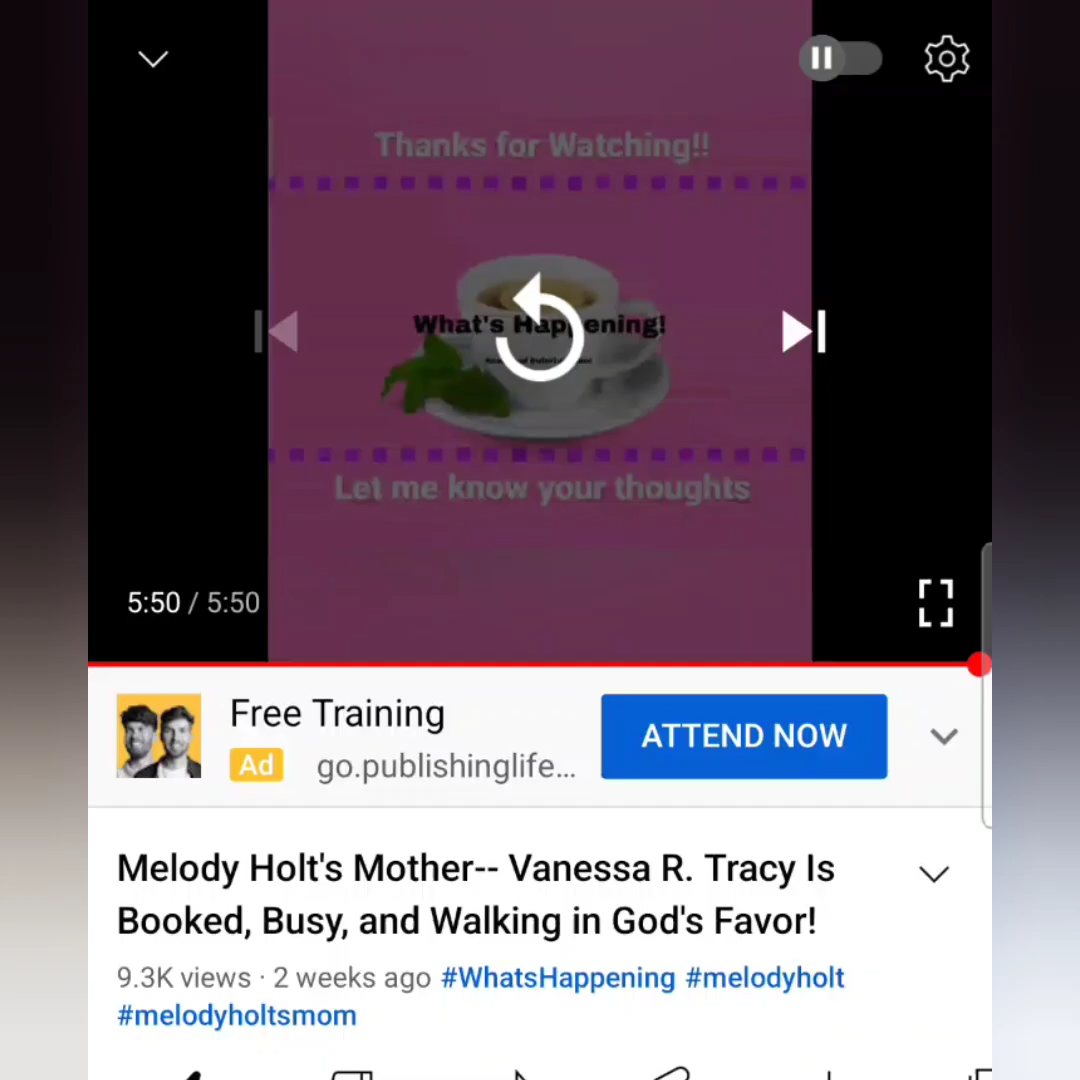 Thanks for Watching!!
What's Happening!
Let me know your thoughts
5:50 / 5:50
Free Training
Ad go.publishinglife...
ATTEND NOW
Melody Holt's Mother-- Vanessa R. Tracy Is
Booked, Busy, and Walking in God's Favor!
9.3K views · 2 weeks ago #WhatsHappening #melodyholt
#melodyholtsmom